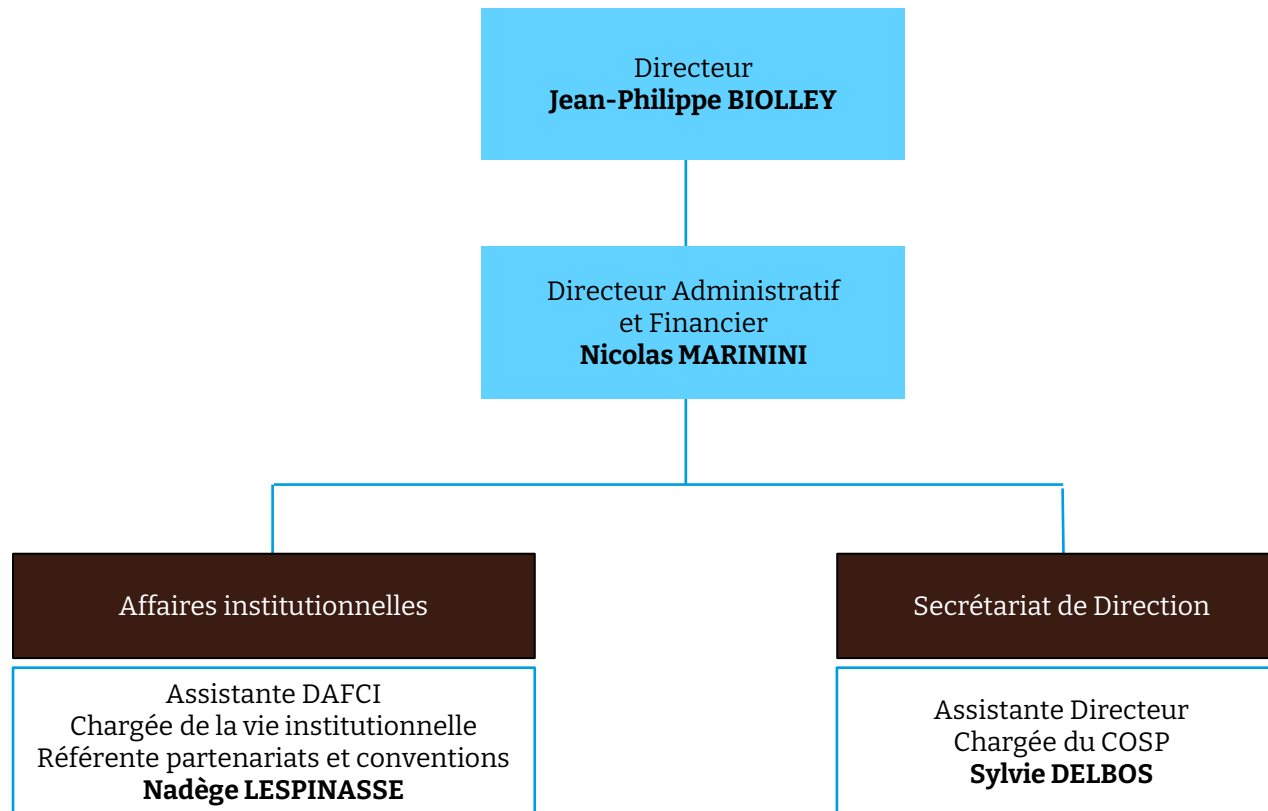 Directeur
Jean-Philippe BIOLLEY
Directeur Administratif
et Financier
Nicolas MARININI
Affaires institutionnelles
Assistante DAFCI
Chargée de la vie institutionnelle
Référente partenariats et conventions
Nadège LESPINASSE
Secrétariat de Direction
Assistante Directeur
Chargée du COSP
Sylvie DELBOS